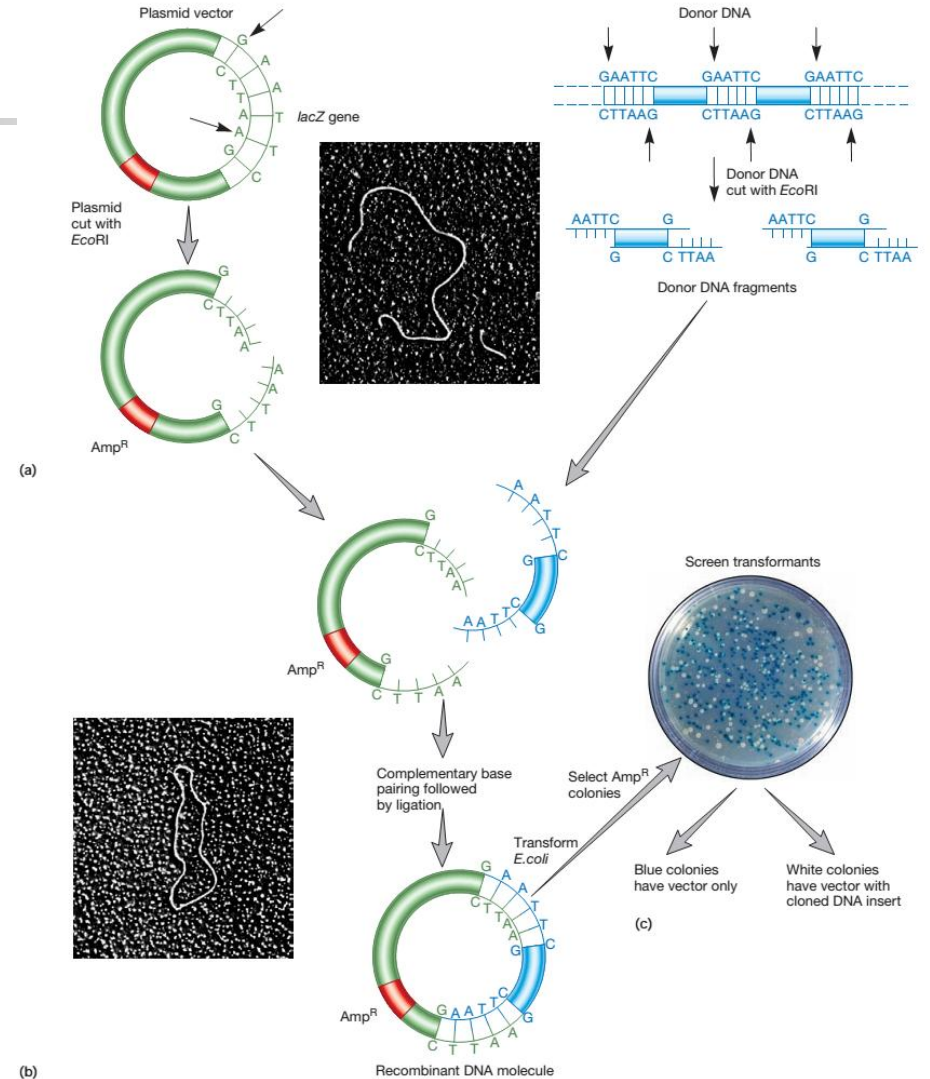 Plasmid vector
G
A
A
T
T
C
C
T
T
A
A
G
lacZ gene
Plasmid
cut with
EcoRI
Donor DNA
GAATTC GAATTC GAATTC
CTTAAG CTTAAG CTTAAG
Donor DNA
cut with EcoRI
AATTC G AATTC G
G C TTAA G C TTAA
Donor DNA fragments
G
C
T
T
A
A
A
A
T
T
C
G
AmpR
(a)
G
C
T
T
A
A
A
A
T
T
C
G
A
A
T
T
C
G
AmpR
G
C
T
T
A
A
Complementary base
pairing followed
by ligation
Screen transformants
Select AmpR
colonies
Transform
E.coli
Blue colonies
have vector only
White colonies
have vector with
cloned DNA insert
(c)
G
A
A
T
T
C
C
T
T
A
A
G
AmpR
G
A
A
T
T
C
C
T
T
A
A
G
(b)
Recombinant DNA molecule